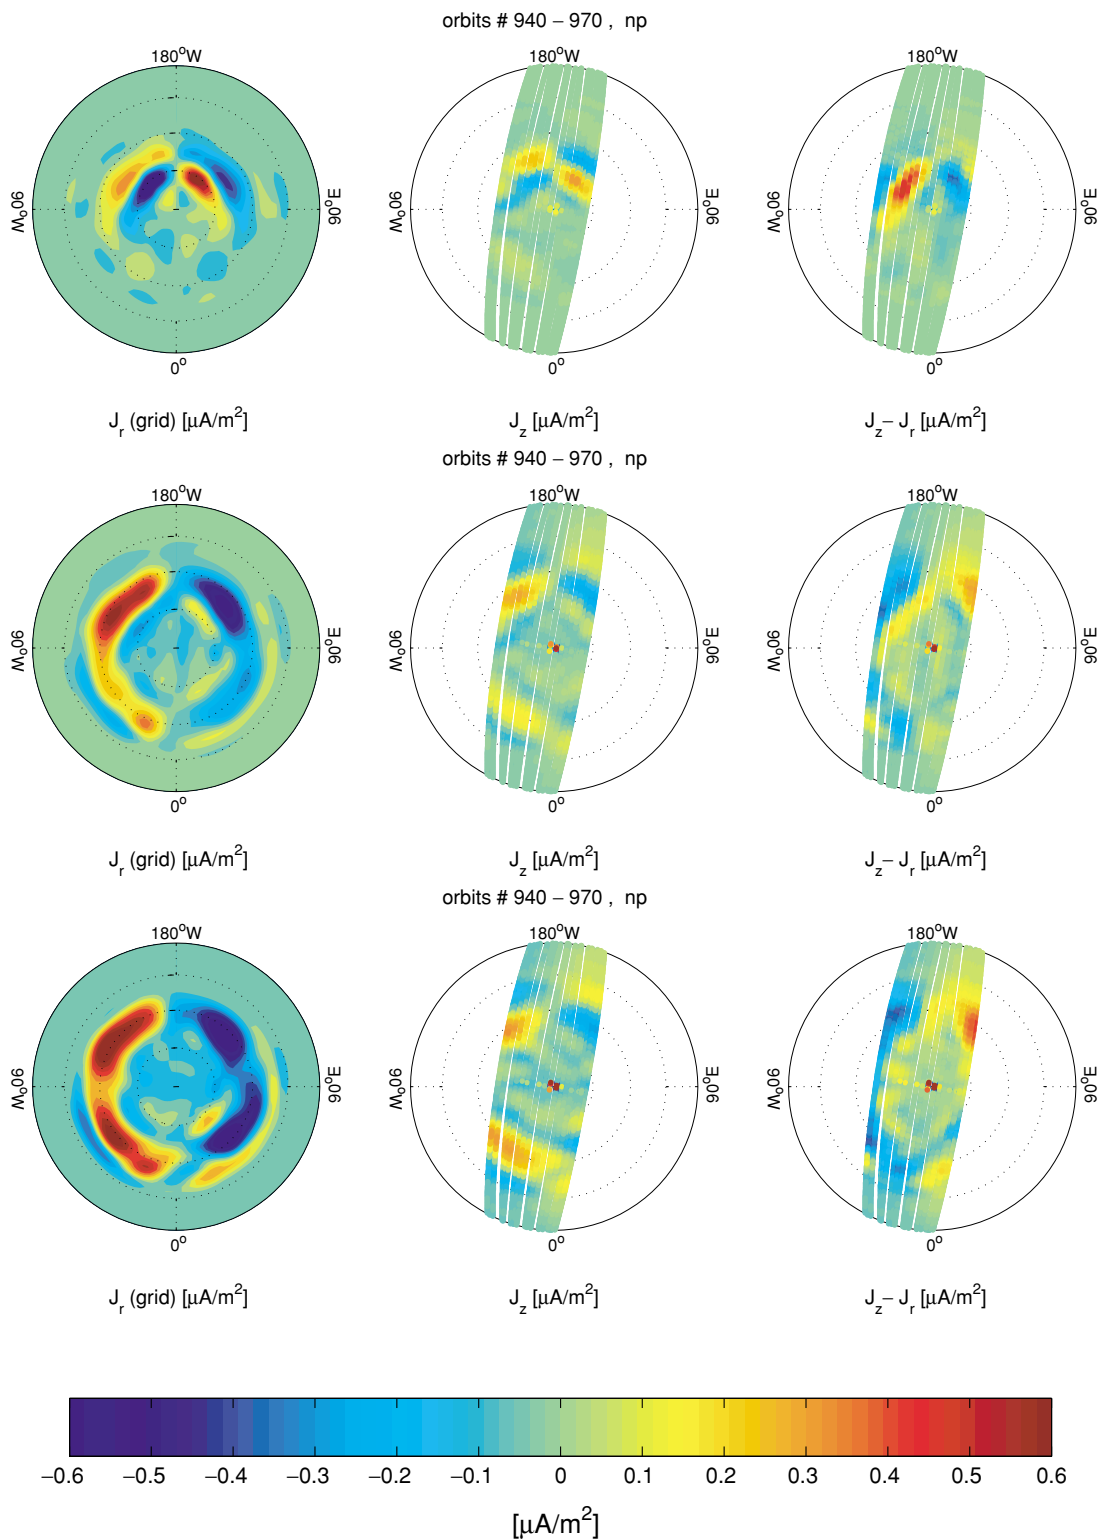 orbits # 940 – 970 , np
180°W 180°W 180°W
90°W 90°E 90°W 90°E 90°W 90°E
0° 0° 0°
J_r (grid) [μA/m²] J_z [μA/m²] J_z– J_r [μA/m²]
orbits # 940 – 970 , np
180°W 180°W 180°W
90°W 90°E 90°W 90°E 90°W 90°E
0° 0° 0°
J_r (grid) [μA/m²] J_z [μA/m²] J_z– J_r [μA/m²]
orbits # 940 – 970 , np
180°W 180°W 180°W
90°W 90°E 90°W 90°E 90°W 90°E
0° 0° 0°
J_r (grid) [μA/m²] J_z [μA/m²] J_z– J_r [μA/m²]
–0.6 –0.5 –0.4 –0.3 –0.2 –0.1 0 0.1 0.2 0.3 0.4 0.5 0.6
[μA/m²]